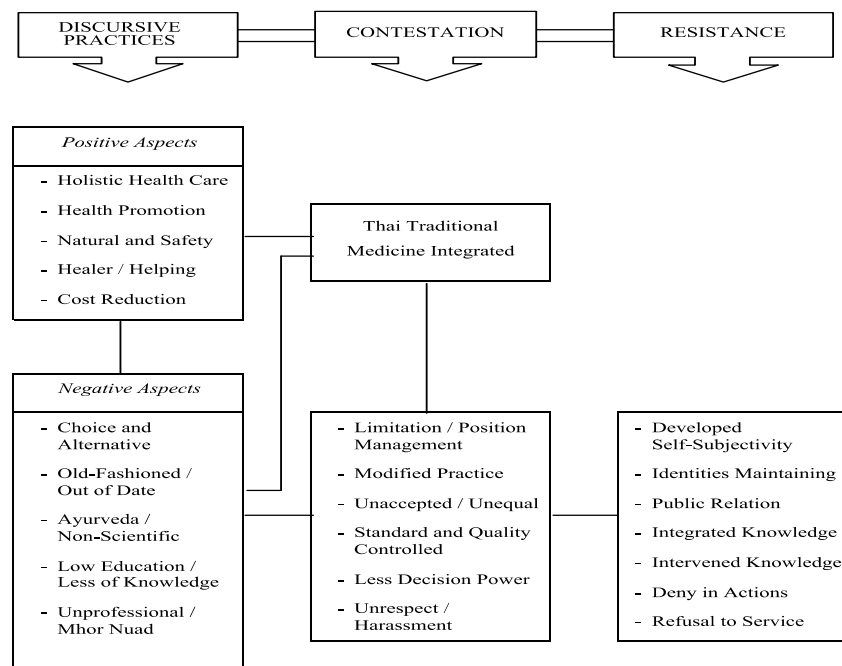 DISCURSIVE
PRACTICES
CONTESTATION
RESISTANCE
Positive Aspects
- Holistic Health Care
- Health Promotion
- Natural and Safety
- Healer / Helping
- Cost Reduction
Thai Traditional
Medicine Integrated
Negative Aspects
- Choice and
Alternative
- Old-Fashioned /
Out of Date
- Ayurveda /
Non-Scientific
- Low Education /
Less of Knowledge
- Unprofessional /
Mhor Nuad
- Limitation / Position
Management
- Modified Practice
- Unaccepted / Unequal
- Standard and Quality
Controlled
- Less Decision Power
- Unrespect /
Harassment
- Developed
Self-Subjectivity
- Identities Maintaining
- Public Relation
- Integrated Knowledge
- Intervened Knowledge
- Deny in Actions
- Refusal to Service